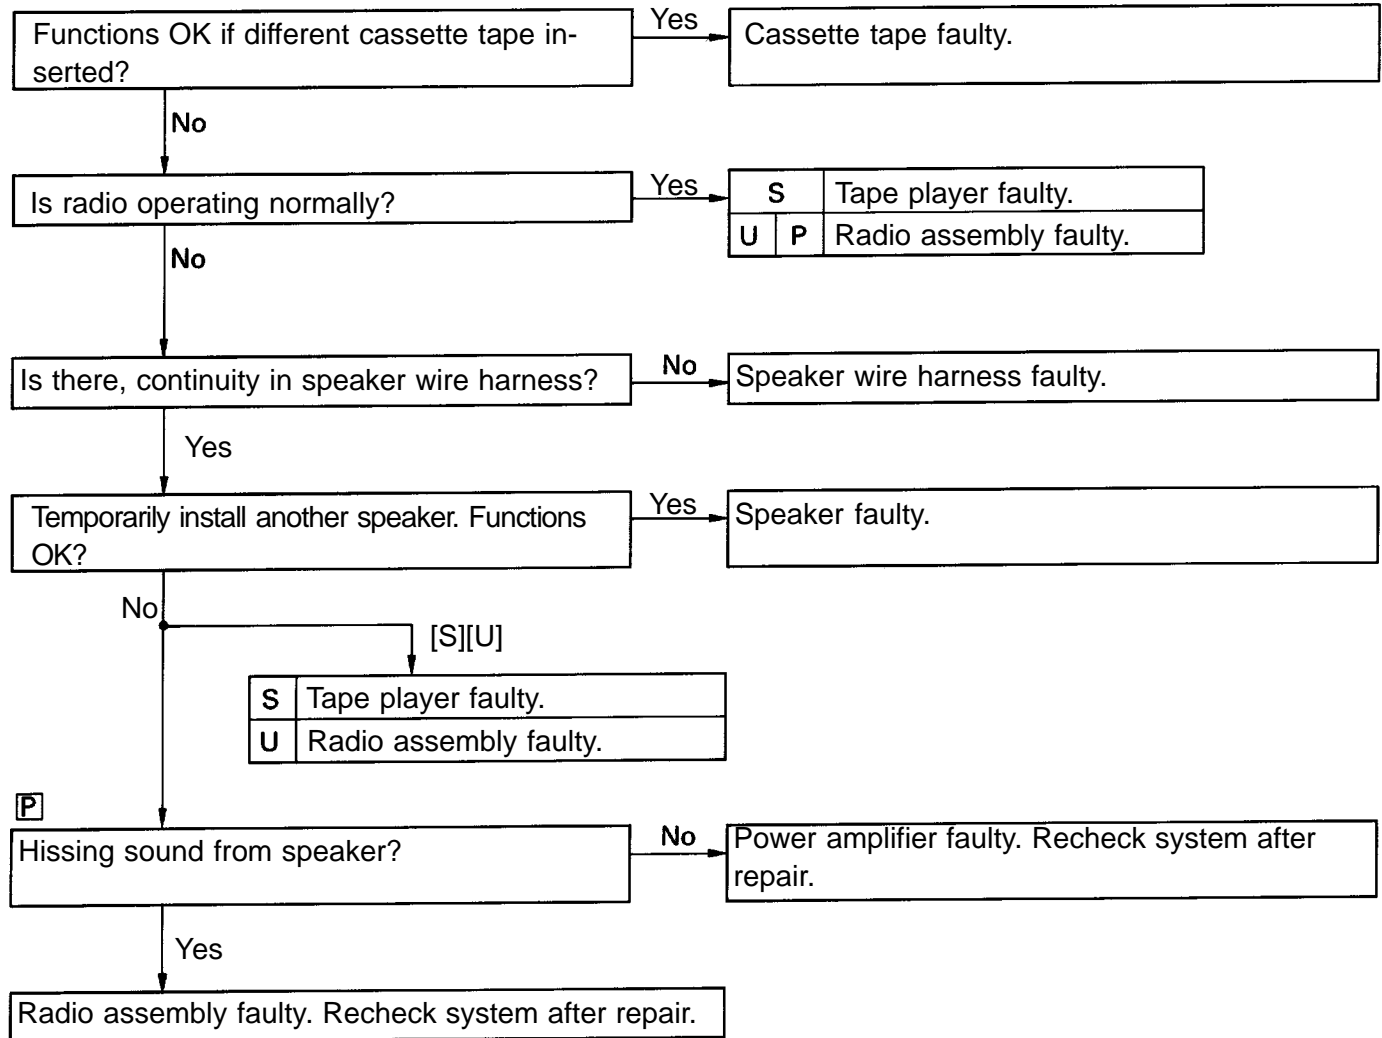 Functions OK if different cassette tape in-
serted?
Yes
Cassette tape faulty.
No
Is radio operating normally?
Yes
S Tape player faulty.
U P Radio assembly faulty.
No
Is there, continuity in speaker wire harness?
No
Speaker wire harness faulty.
Yes
Temporarily install another speaker. Functions
OK?
Yes
Speaker faulty.
No
[S][U]
S Tape player faulty.
U Radio assembly faulty.
P
Hissing sound from speaker?
No
Power amplifier faulty. Recheck system after
repair.
Yes
Radio assembly faulty. Recheck system after repair.